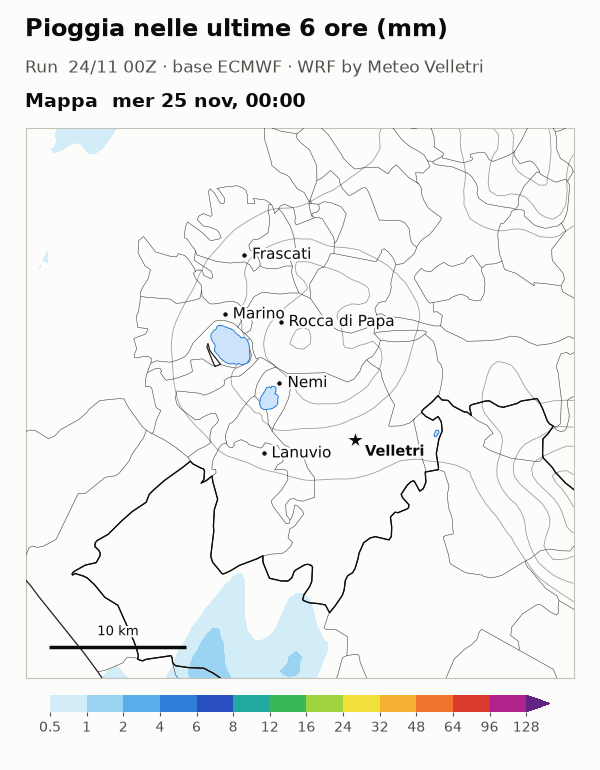 Pioggia nelle ultime 6 ore (mm)
Run  24/11 00Z · base ECMWF · WRF by Meteo Velletri
Mappa  mer 25 nov, 00:00
Frascati
Marino
Rocca di Papa
Nemi
Velletri
Lanuvio
10 km
0.5 1 2 4 6 8 12 16 24 32 48 64 96 128